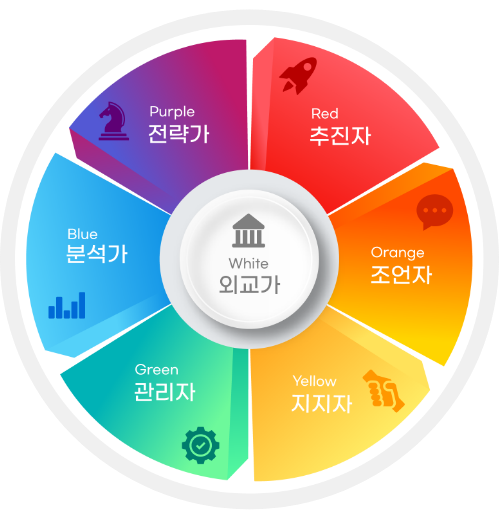 Purple
전략가
Red
추진자
Blue
분석가
White
외교가
Orange
조언자
Green
관리자
Yellow
지지자